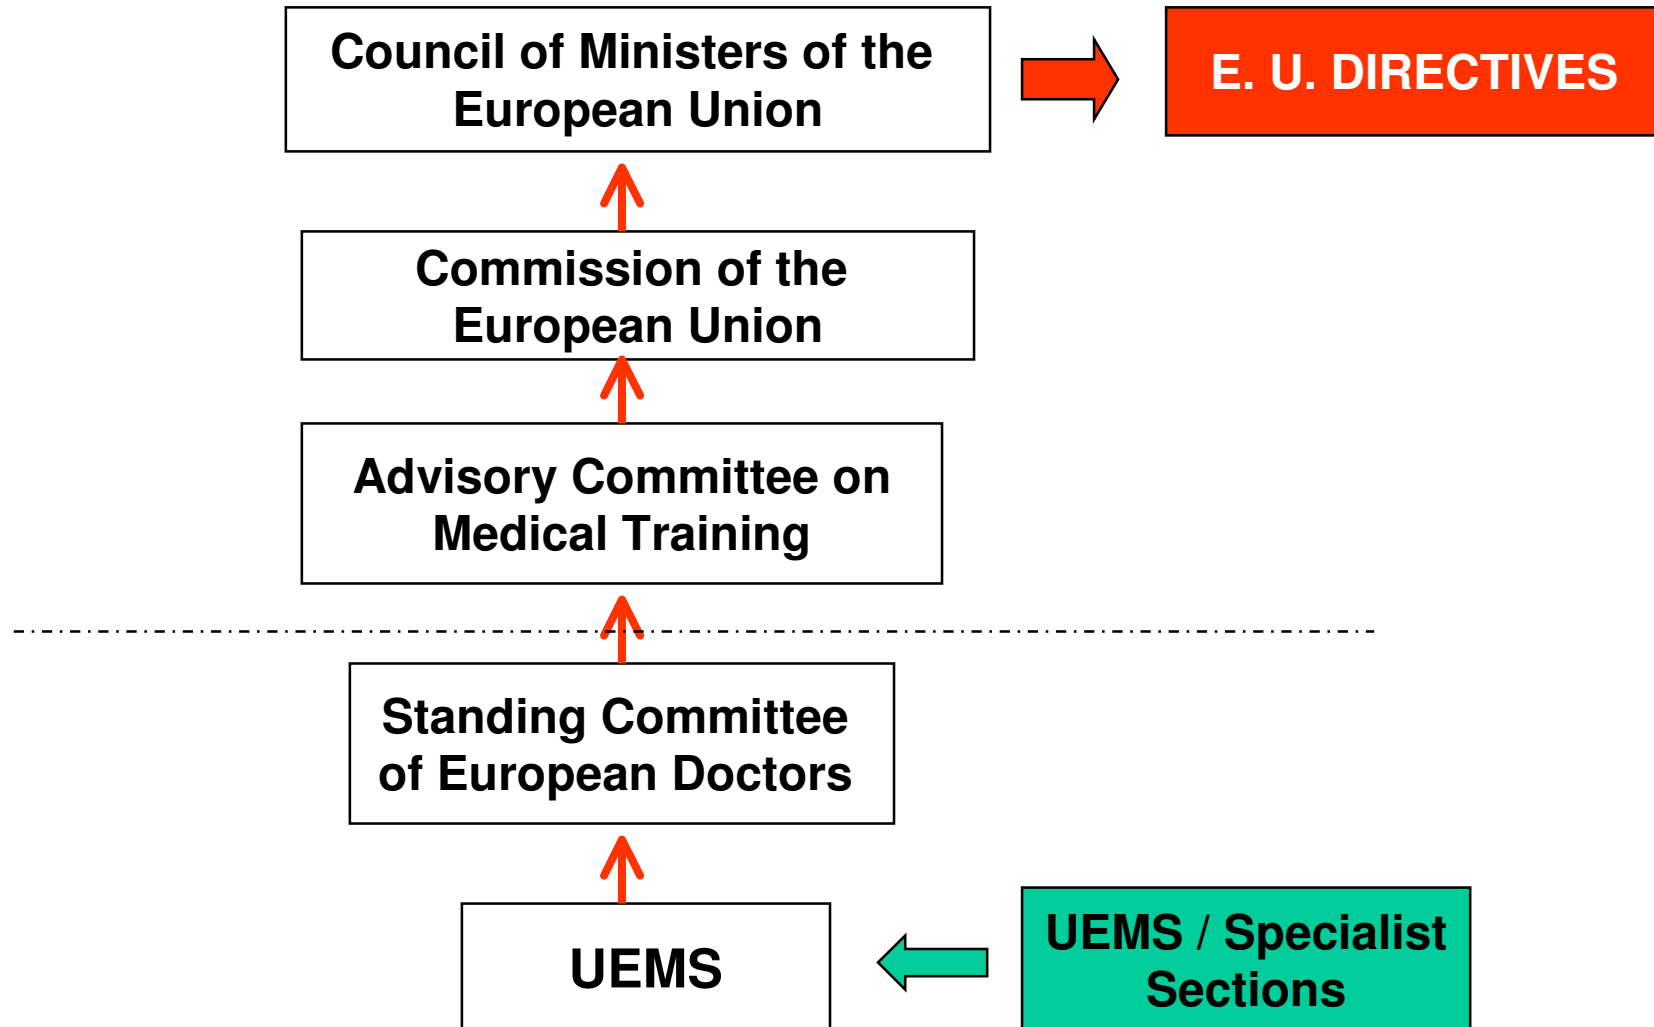 Council of Ministers of the
European Union
E. U. DIRECTIVES
Commission of the
European Union
Advisory Committee on
Medical Training
Standing Committee
of European Doctors
UEMS
UEMS / Specialist
Sections